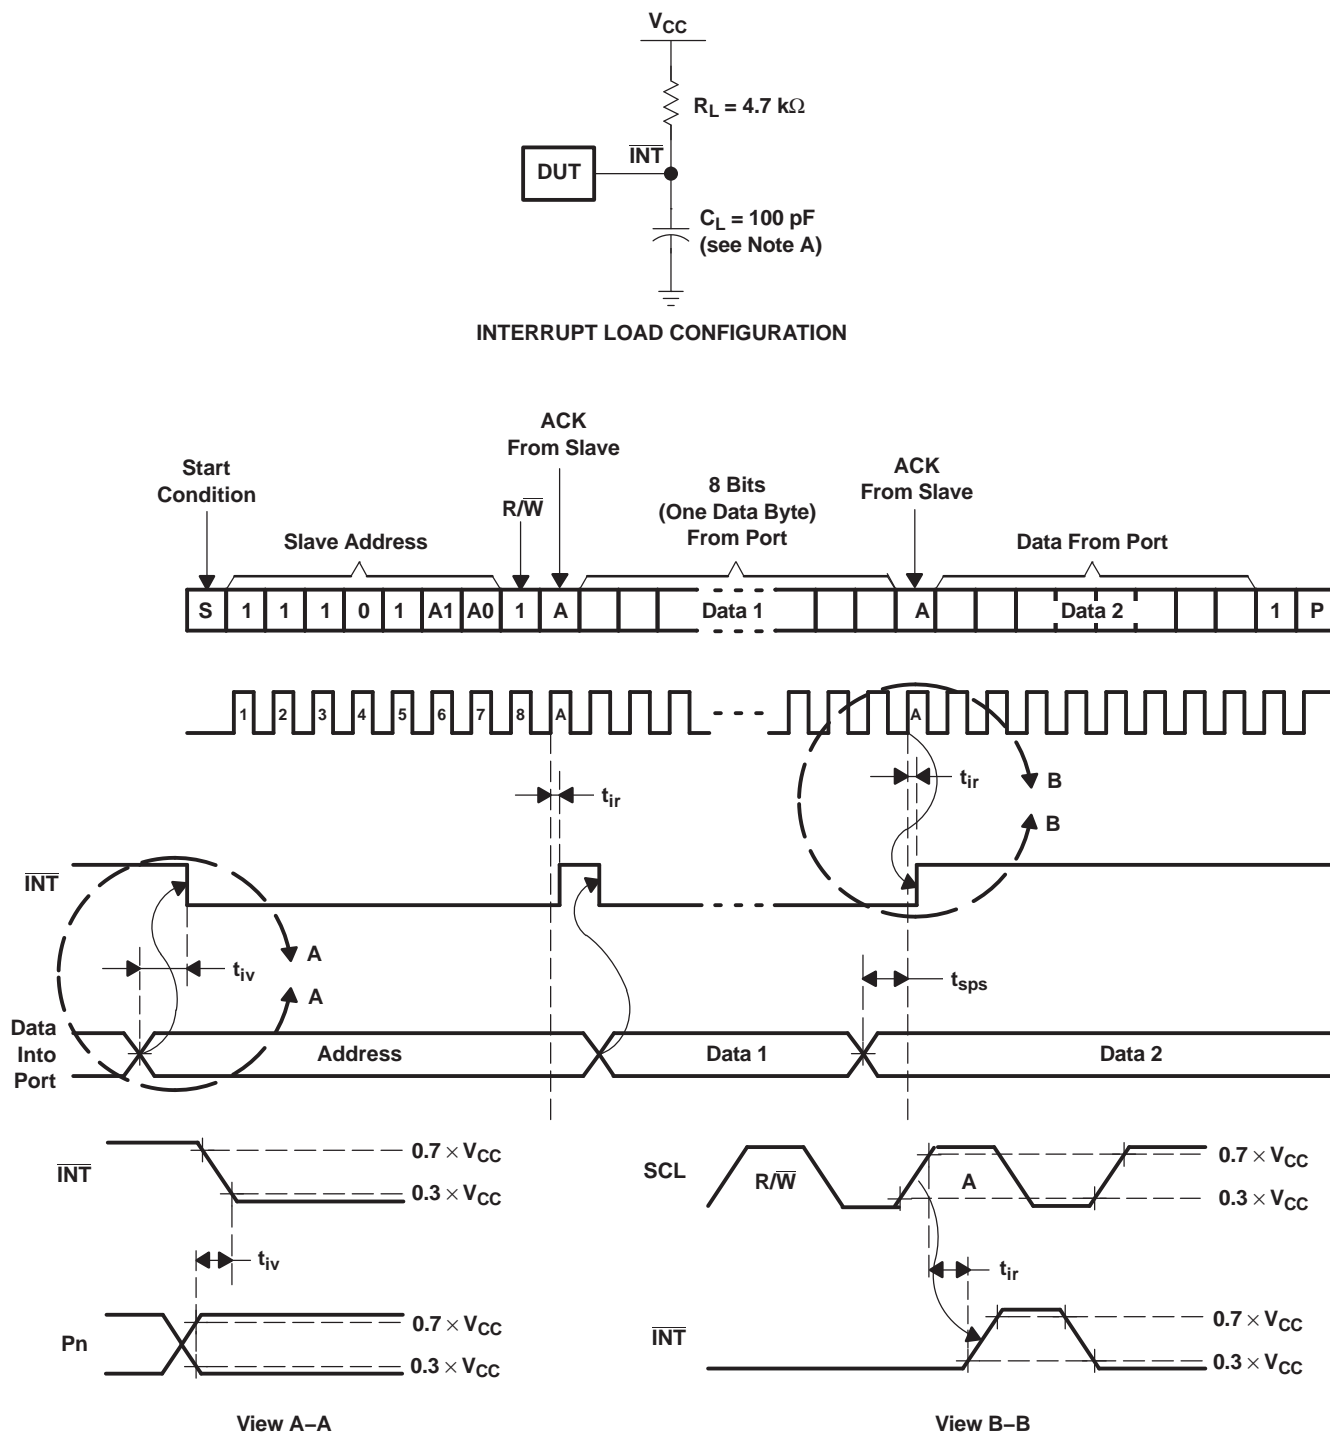 VCC
RL = 4.7 kΩ
INT
DUT
CL = 100 pF
(see Note A)
INTERRUPT LOAD CONFIGURATION
ACK
From Slave
Start
Condition
R/W
8 Bits
(One Data Byte)
From Port
ACK
From Slave
Slave Address
Data From Port
S 1 1 1 0 1 A1 A0 1 A Data 1 A Data 2 1 P
1 2 3 4 5 6 7 8 A A
tir
tir
B
B
INT
A
tiv
A
tsps
Data
Into
Port
Address
Data 1
Data 2
INT
0.7 × VCC
0.3 × VCC
tiv
Pn
0.7 × VCC
0.3 × VCC
View A–A
SCL
R/W
A
0.7 × VCC
0.3 × VCC
tir
INT
0.7 × VCC
0.3 × VCC
View B–B